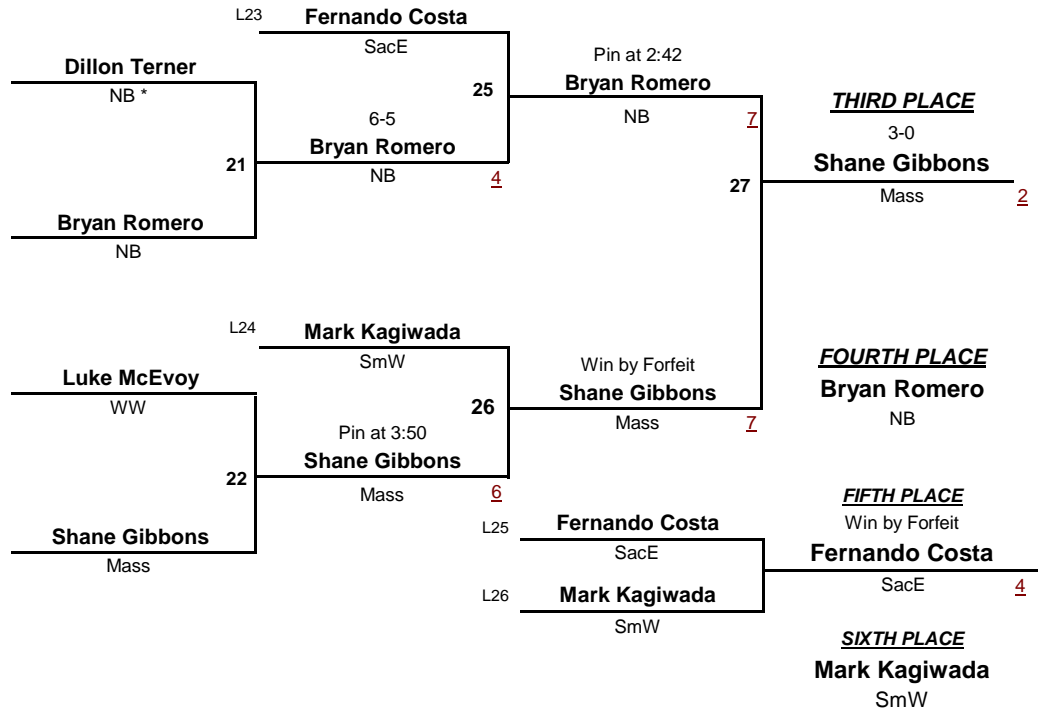 L23
Fernando Costa
SacE
Dillon Terner
NB *
21
Bryan Romero
NB
6-5
Bryan Romero
NB
4
25
Pin at 2:42
Bryan Romero
NB
7
L24
Mark Kagiwada
SmW
Luke McEvoy
WW
22
Shane Gibbons
Mass
Pin at 3:50
Shane Gibbons
Mass
6
26
Win by Forfeit
Shane Gibbons
Mass
7
27
THIRD PLACE
3-0
Shane Gibbons
Mass
2
FOURTH PLACE
Bryan Romero
NB
L25
Fernando Costa
SacE
L26
Mark Kagiwada
SmW
FIFTH PLACE
Win by Forfeit
Fernando Costa
SacE
4
SIXTH PLACE
Mark Kagiwada
SmW